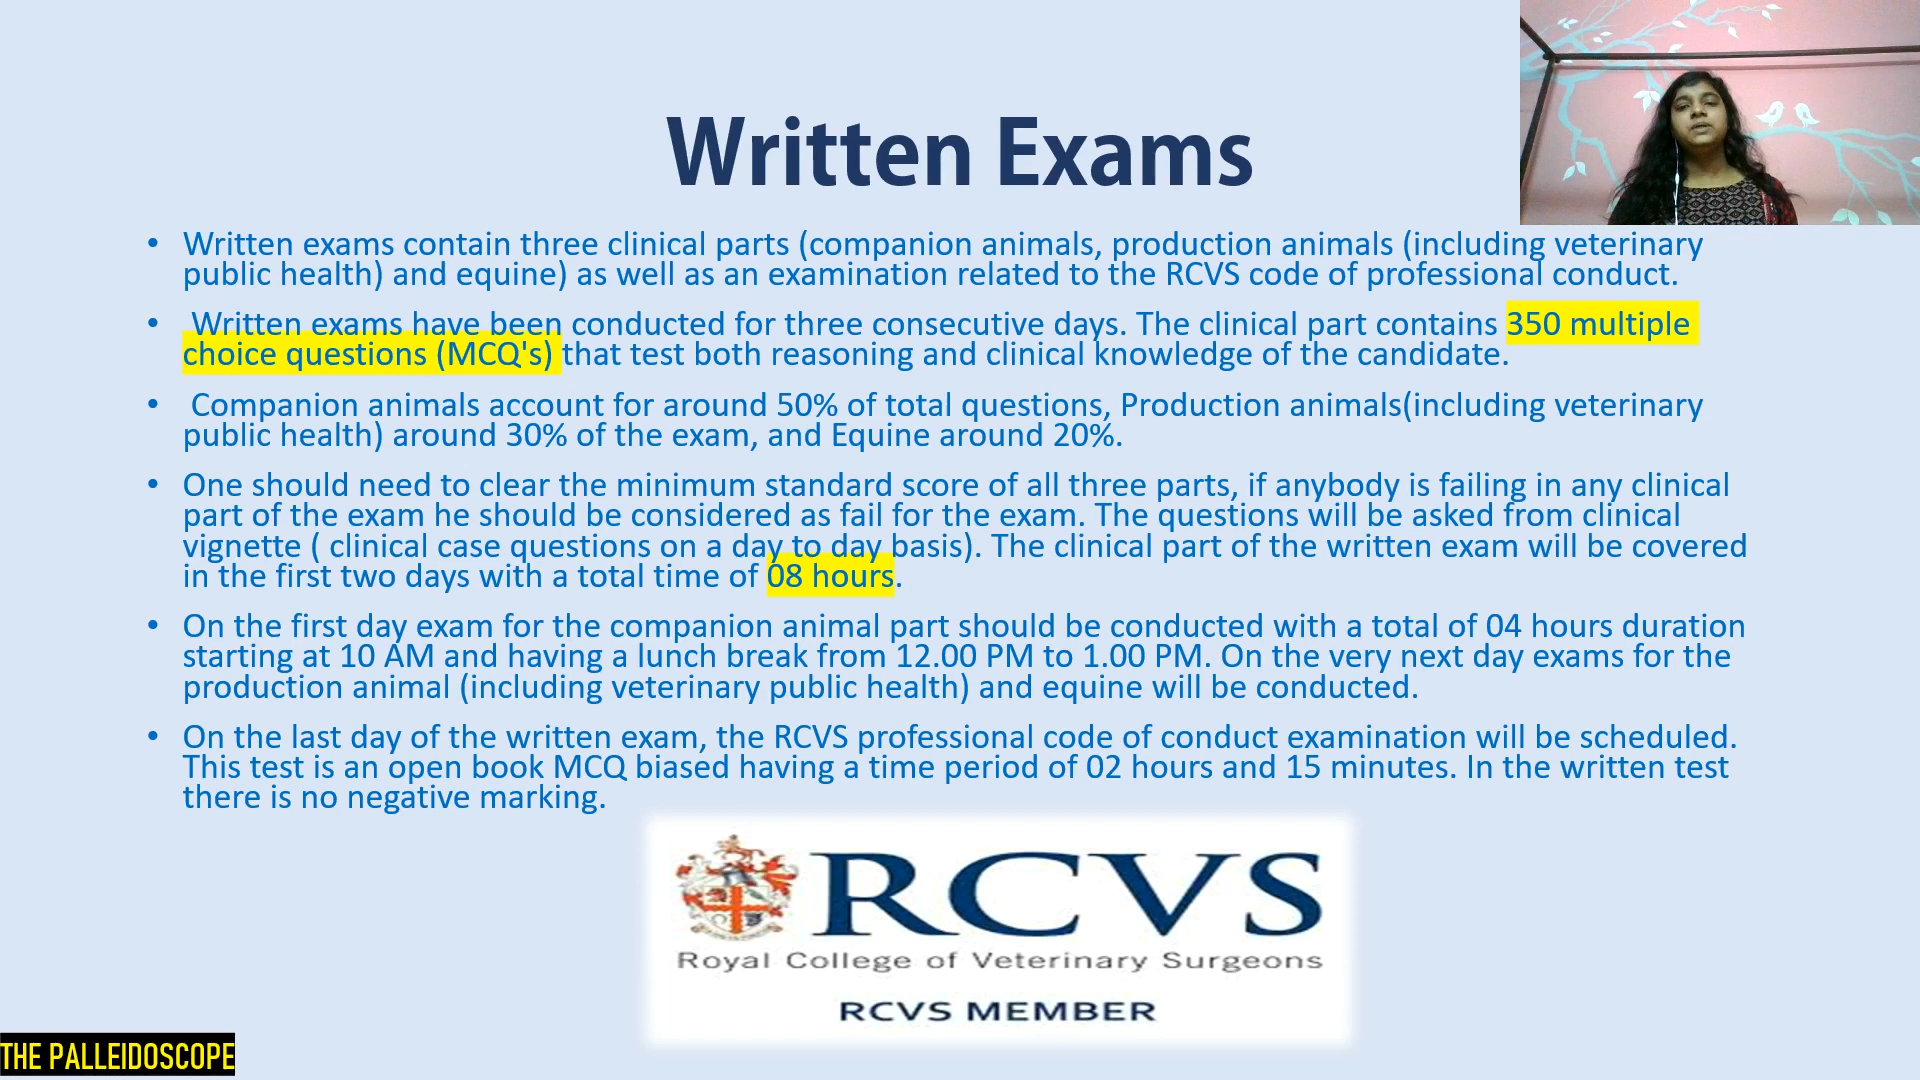 Written Exams
• Written exams contain three clinical parts (companion animals, production animals (including veterinary
public health) and equine) as well as an examination related to the RCVS code of professional conduct.
• Written exams have been conducted for three consecutive days. The clinical part contains 350 multiple
choice questions (MCQ's) that test both reasoning and clinical knowledge of the candidate.
• Companion animals account for around 50% of total questions, Production animals(including veterinary
public health) around 30% of the exam, and Equine around 20%.
• One should need to clear the minimum standard score of all three parts, if anybody is failing in any clinical
part of the exam he should be considered as fail for the exam. The questions will be asked from clinical
vignette ( clinical case questions on a day to day basis). The clinical part of the written exam will be covered
in the first two days with a total time of 08 hours.
• On the first day exam for the companion animal part should be conducted with a total of 04 hours duration
starting at 10 AM and having a lunch break from 12.00 PM to 1.00 PM. On the very next day exams for the
production animal (including veterinary public health) and equine will be conducted.
• On the last day of the written exam, the RCVS professional code of conduct examination will be scheduled.
This test is an open book MCQ biased having a time period of 02 hours and 15 minutes. In the written test
there is no negative marking.
RCVS
Royal College of Veterinary Surgeons
RCVS MEMBER
THE PALLEIDOSCOPE